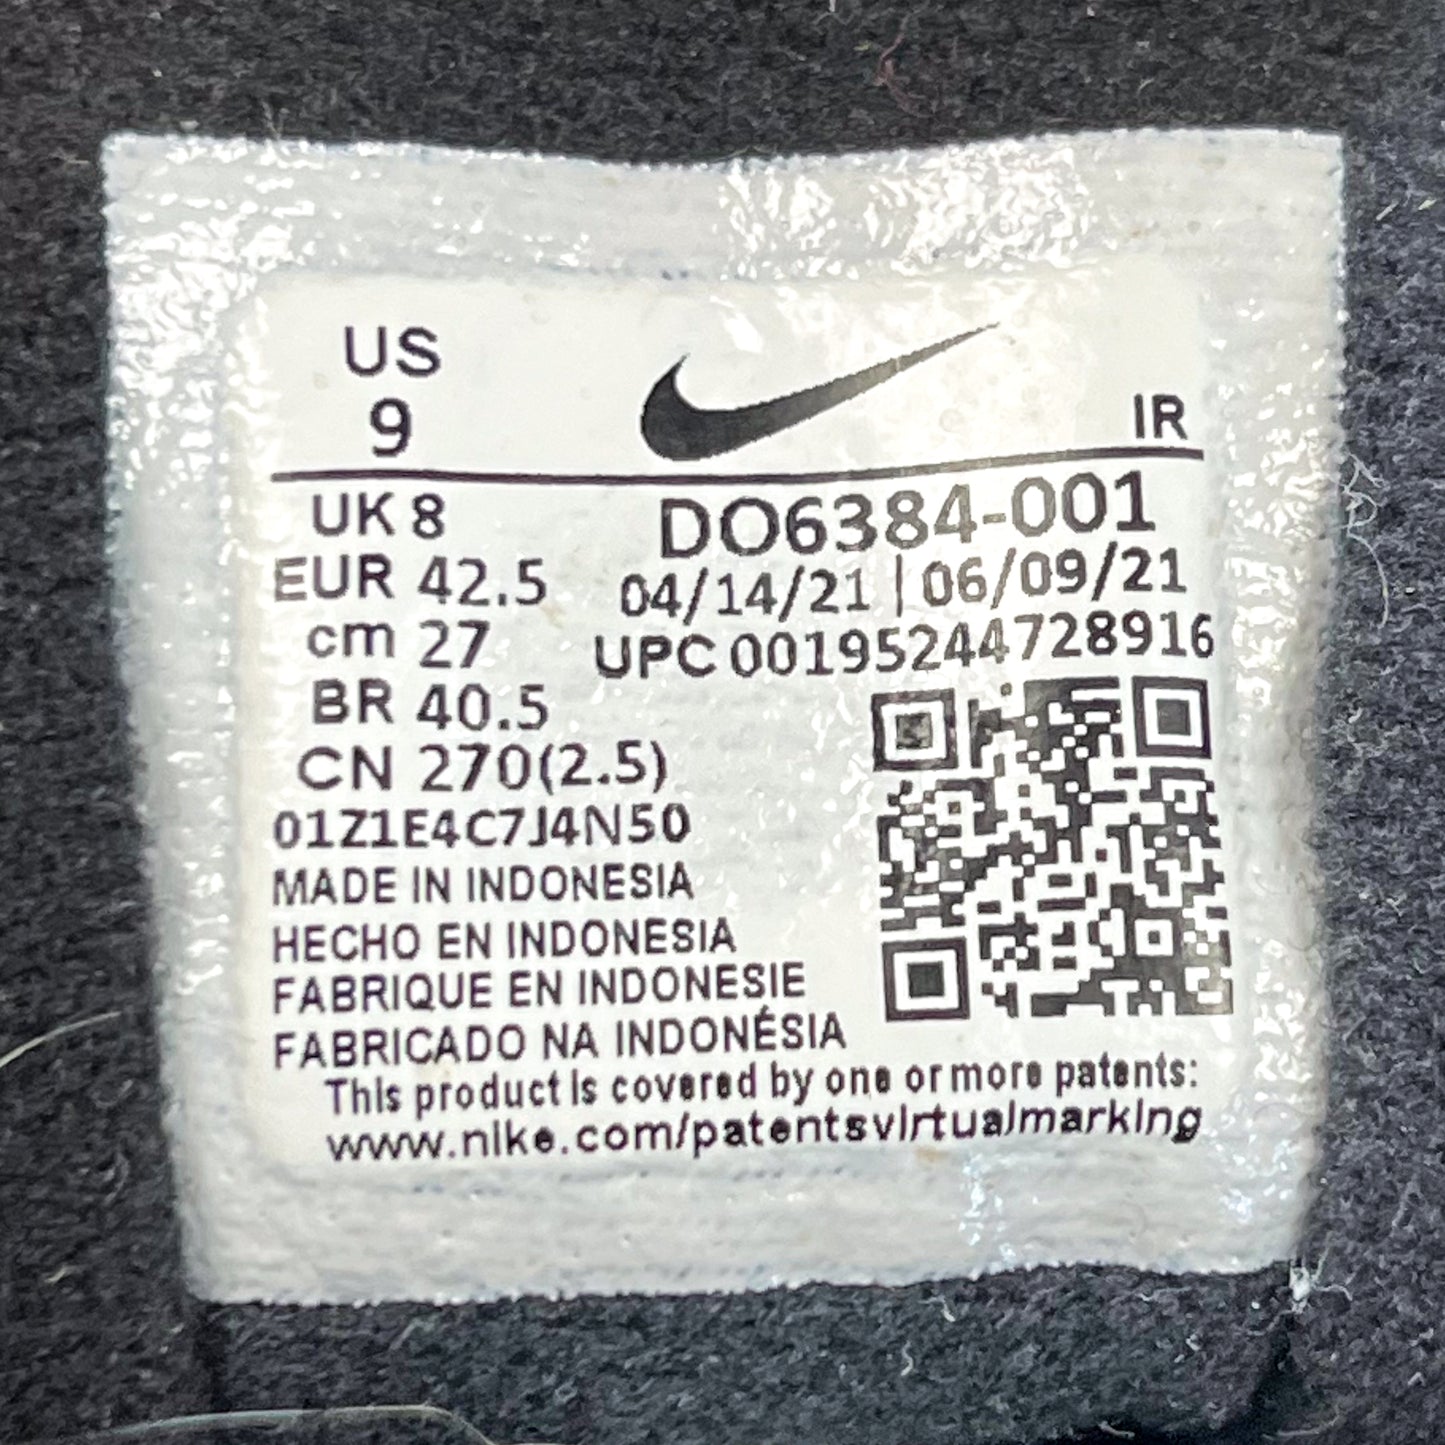 US
9
IR
UK 8
DO6384-001
EUR 42.5
04/14/21 | 06/09/21
cm 27
UPC 00195244728916
BR 40.5
CN 270(2.5)
01Z1E4C7J4N50
MADE IN INDONESIA
HECHO EN INDONESIA
FABRIQUE EN INDONESIE
FABRICADO NA INDONÉSIA
This product is covered by one or more patents:
www.nike.com/patentsvirtualmarking